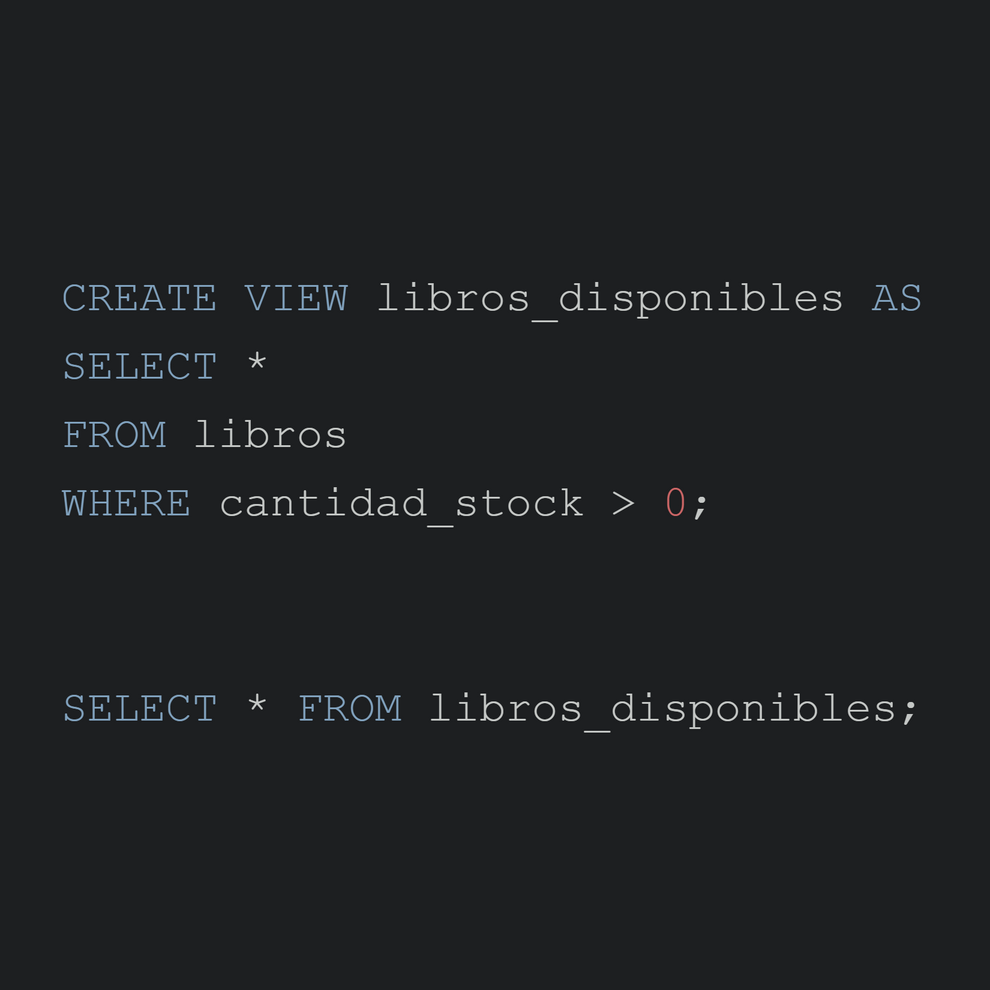 CREATE VIEW libros_disponibles AS
SELECT *
FROM libros
WHERE cantidad_stock > 0;
SELECT * FROM libros_disponibles;